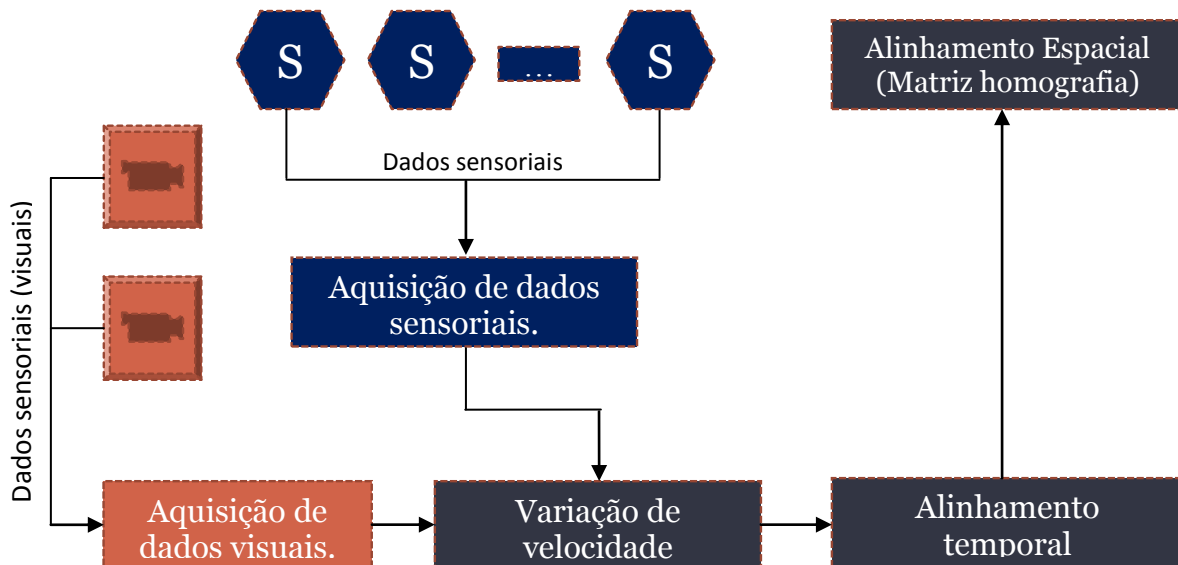 S
S
...
S
Alinhamento Espacial
(Matriz homografia)
Dados sensoriais
Dados sensoriais (visuais)
Aquisição de dados
sensoriais.
Aquisição de
dados visuais.
Variação de
velocidade
Alinhamento
temporal